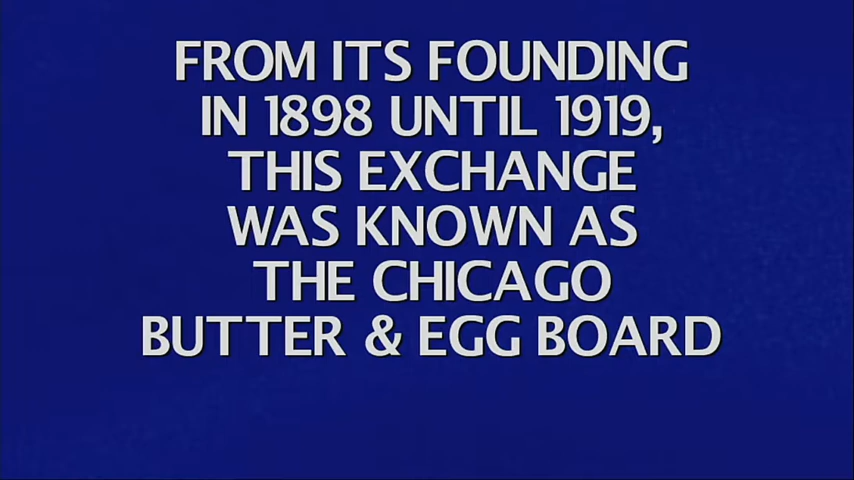 FROM ITS FOUNDING
IN 1898 UNTIL 1919,
THIS EXCHANGE
WAS KNOWN AS
THE CHICAGO
BUTTER & EGG BOARD